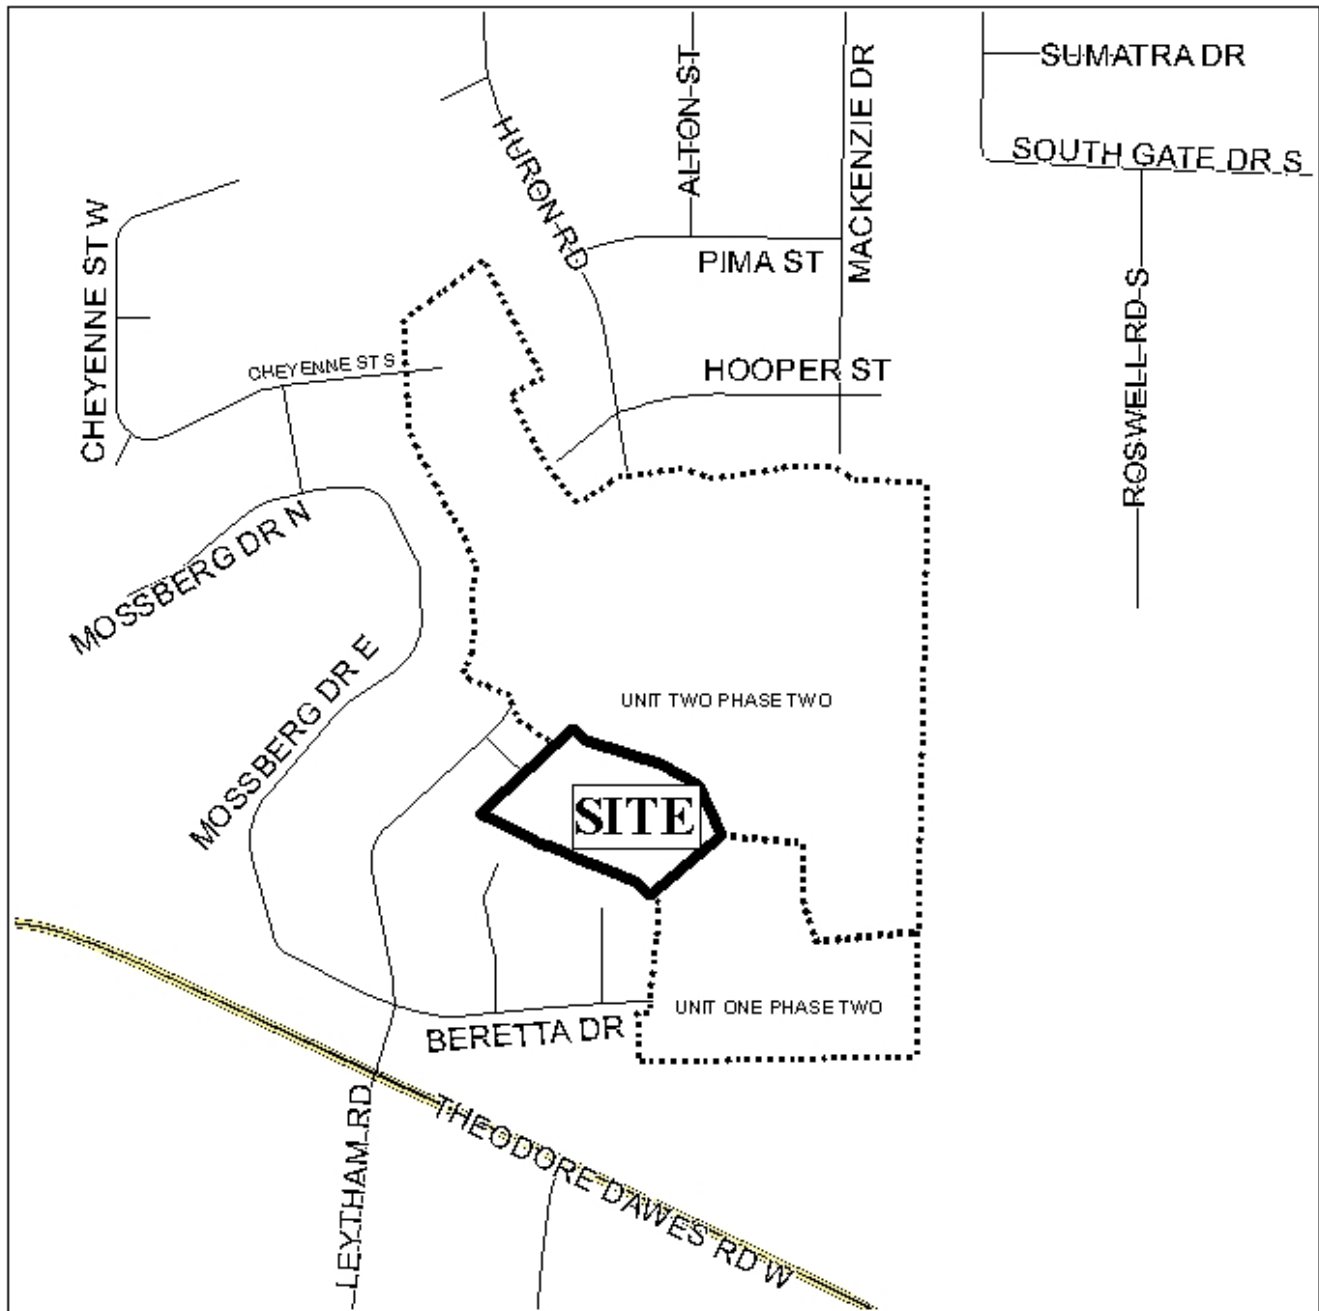 SUMATRA DR
ALTON ST
MACKENZIE DR
HURON RD
SOUTH GATE DR S
CHEYENNE ST W
PIMA ST
ROSWELL RD S
CHEYENNE ST S
HOOPER ST
MOSSBERG DR N
MOSSBERG DR E
UNIT TWO PHASE TWO
SITE
UNIT ONE PHASE TWO
BERETTA DR
LEYTHAM RD
THEODORE DAWES RD W